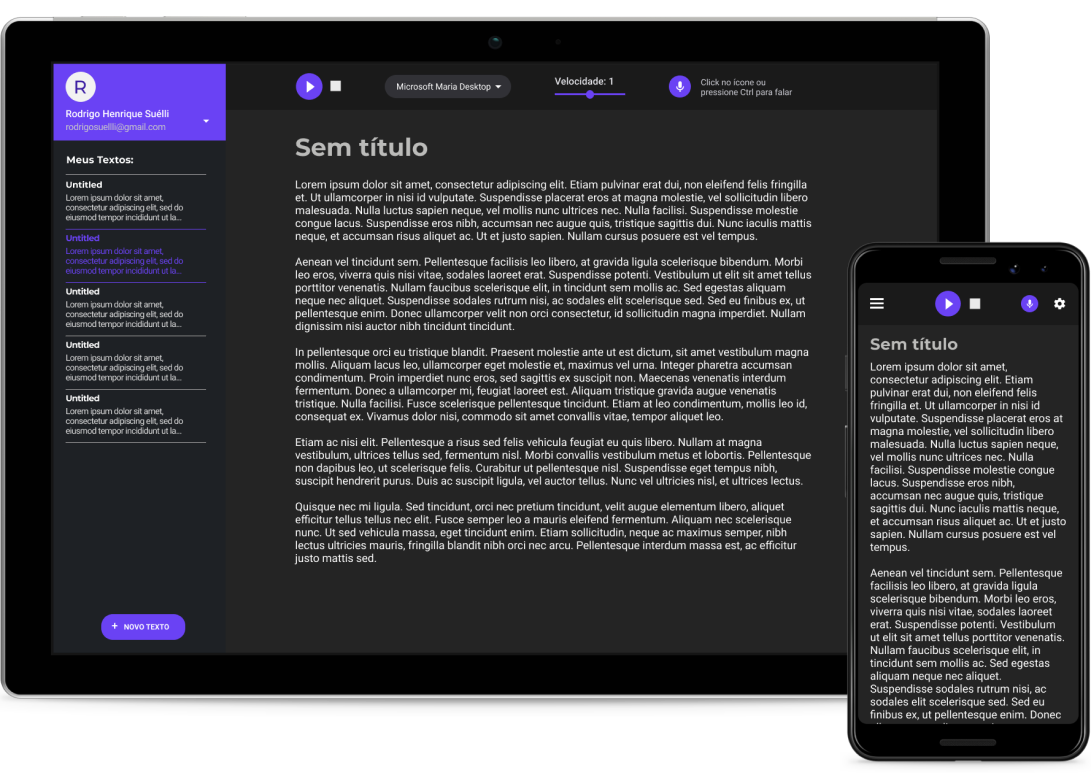 R
Rodrigo Henrique Suélli
rodrigosuellli@gmail.com
Meus Textos:
Untitled
Lorem ipsum dolor sit amet,
consectetur adipiscing elit, sed do
eiusmod tempor incididunt ut la...
Untitled
Lorem ipsum dolor sit amet,
consectetur adipiscing elit, sed do
eiusmod tempor incididunt ut la...
Untitled
Lorem ipsum dolor sit amet,
consectetur adipiscing elit, sed do
eiusmod tempor incididunt ut la...
Untitled
Lorem ipsum dolor sit amet,
consectetur adipiscing elit, sed do
eiusmod tempor incididunt ut la...
Untitled
Lorem ipsum dolor sit amet,
consectetur adipiscing elit, sed do
eiusmod tempor incididunt ut la...
+ NOVO TEXTO
Microsoft Maria Desktop
Velocidade: 1
Click no ícone ou
pressione Ctrl para falar
Sem título
Lorem ipsum dolor sit amet, consectetur adipiscing elit. Etiam pulvinar erat dui, non eleifend felis fringilla
et. Ut ullamcorper in nisi id vulputate. Suspendisse placerat eros at magna molestie, vel sollicitudin libero
malesuada. Nulla luctus sapien neque, vel mollis nunc ultrices nec. Nulla facilisi. Suspendisse molestie
congue lacus. Suspendisse eros nibh, accumsan nec augue quis, tristique sagittis dui. Nunc iaculis mattis
neque, et accumsan risus aliquet ac. Ut et justo sapien. Nullam cursus posuere est vel tempus.
Aenean vel tincidunt sem. Pellentesque facilisis leo libero, at gravida ligula scelerisque bibendum. Morbi
leo eros, viverra quis nisi vitae, sodales laoreet erat. Suspendisse potenti. Vestibulum ut elit sit amet tellus
porttitor venenatis. Nullam faucibus scelerisque elit, in tincidunt sem mollis ac. Sed egestas aliquam
neque nec aliquet. Suspendisse sodales rutrum nisi, ac sodales elit scelerisque sed. Sed eu finibus ex, ut
pellentesque enim. Donec ullamcorper velit non orci consectetur, id sollicitudin magna imperdiet. Nullam
dignissim nisi auctor nibh tincidunt tincidunt.
In pellentesque orci eu tristique blandit. Praesent molestie ante ut est dictum, sit amet vestibulum magna
mollis. Aliquam lacus leo, ullamcorper eget molestie et, maximus vel urna. Integer pharetra accumsan
condimentum. Proin imperdiet nunc eros, sed sagittis ex suscipit non. Maecenas venenatis interdum
fermentum. Donec a ullamcorper mi, feugiat laoreet est. Aliquam tristique gravida augue venenatis
tristique. Nulla facilisi. Fusce scelerisque pellentesque tincidunt. Etiam at leo condimentum, mollis leo id,
consequat ex. Vivamus dolor nisi, commodo sit amet convallis vitae, tempor aliquet leo.
Etiam ac nisi elit. Pellentesque a risus sed felis vehicula feugiat eu quis libero. Nullam at magna
vestibulum, ultrices tellus sed, fermentum nisl. Morbi convallis vestibulum metus et lobortis. Pellentesque
non dapibus leo, ut scelerisque felis. Curabitur ut pellentesque nisl. Suspendisse eget tempus nibh,
suscipit hendrerit purus. Duis ac suscipit ligula, vel auctor tellus. Nunc vel ultricies nisl, et ultrices lectus.
Quisque nec mi ligula. Sed tincidunt, orci nec pretium tincidunt, velit augue elementum libero, aliquet
efficitur tellus tellus nec elit. Fusce semper leo a mauris eleifend fermentum. Aliquam nec scelerisque
nunc. Ut sed vehicula massa, eget tincidunt enim. Etiam sollicitudin, neque ac maximus semper, nibh
lectus ultricies mauris, fringilla blandit nibh orci nec arcu. Pellentesque interdum massa est, ac efficitur
justo mattis sed.
Sem título
Lorem ipsum dolor sit amet,
consectetur adipiscing elit. Etiam
pulvinar erat dui, non eleifend felis
fringilla et. Ut ullamcorper in nisi id
vulputate. Suspendisse placerat eros at
magna molestie, vel sollicitudin libero
malesuada. Nulla luctus sapien neque,
vel mollis nunc ultrices nec. Nulla
facilisi. Suspendisse molestie congue
lacus. Suspendisse eros nibh,
accumsan nec augue quis, tristique
sagittis dui. Nunc iaculis mattis neque,
et accumsan risus aliquet ac. Ut et justo
sapien. Nullam cursus posuere est vel
tempus.
Aenean vel tincidunt sem. Pellentesque
facilisis leo libero, at gravida ligula
scelerisque bibendum. Morbi leo eros,
viverra quis nisi vitae, sodales laoreet
erat. Suspendisse potenti. Vestibulum
ut elit sit amet tellus porttitor venenatis.
Nullam faucibus scelerisque elit, in
tincidunt sem mollis ac. Sed egestas
aliquam neque nec aliquet.
Suspendisse sodales rutrum nisi, ac
sodales elit scelerisque sed. Sed eu
finibus ex, ut pellentesque enim. Donec